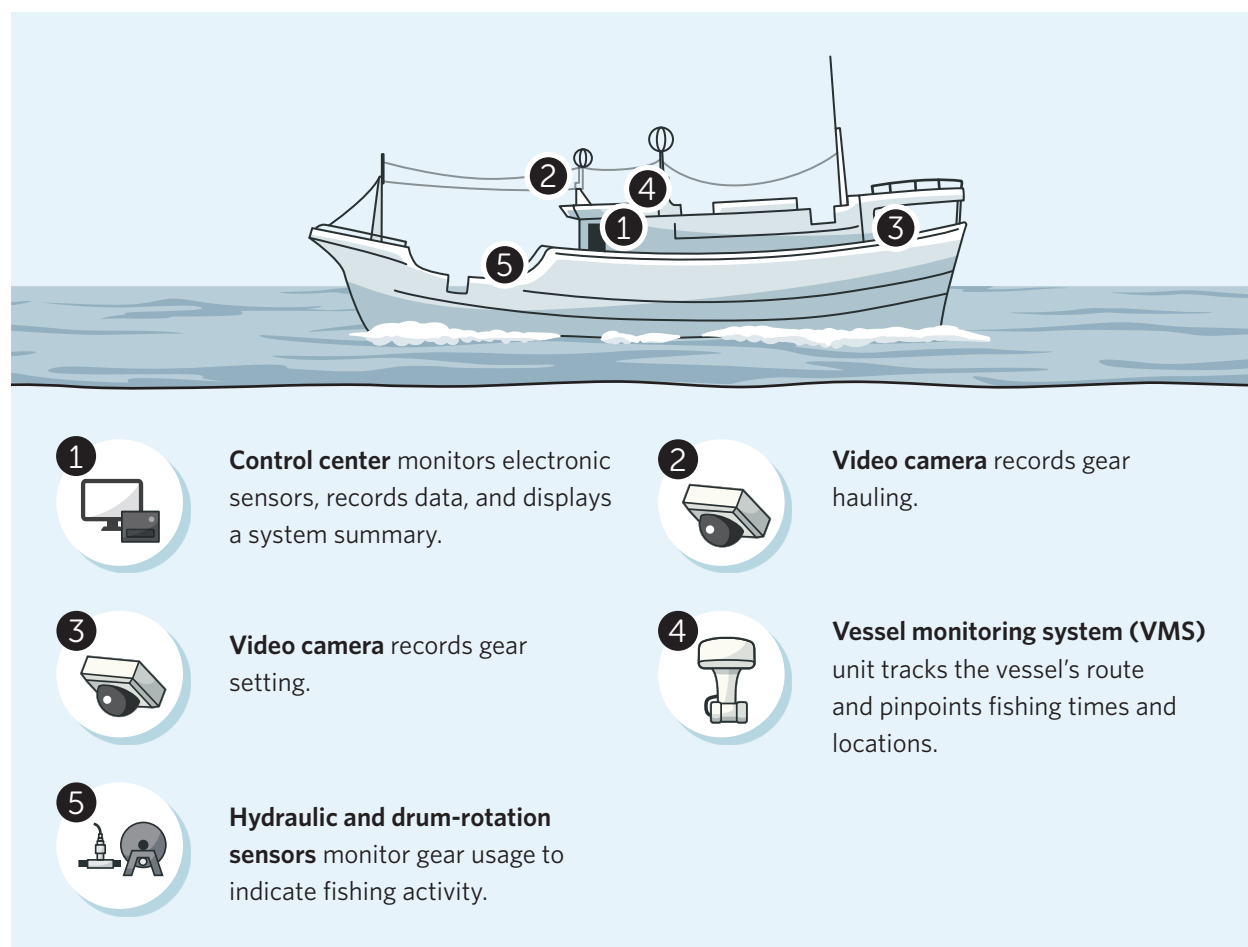 2
4
1
3
5
1
Control center monitors electronic
sensors, records data, and displays
a system summary.
2
Video camera records gear
hauling.
3
Video camera records gear
setting.
4
Vessel monitoring system (VMS)
unit tracks the vessel’s route
and pinpoints fishing times and
locations.
5
Hydraulic and drum-rotation
sensors monitor gear usage to
indicate fishing activity.